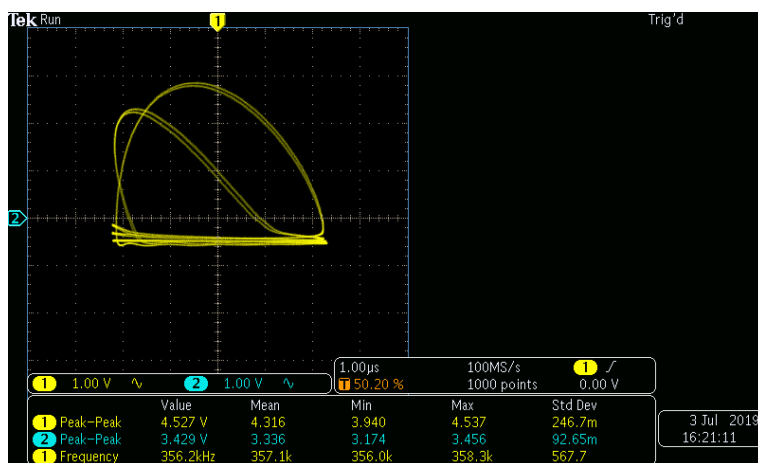 Tek Run 1 Trig'd
2
1 1.00 V 2 1.00 V
1.00µs 100MS/s 1
T 50.20 % 1000 points 0.00 V
Value Mean Min Max Std Dev
1 Peak-Peak 4.527 V 4.316 3.940 4.537 246.7m
2 Peak-Peak 3.429 V 3.336 3.174 3.456 92.65m
1 Frequency 356.2kHz 357.1k 356.0k 358.3k 567.7
3 Jul 2019
16:21:11